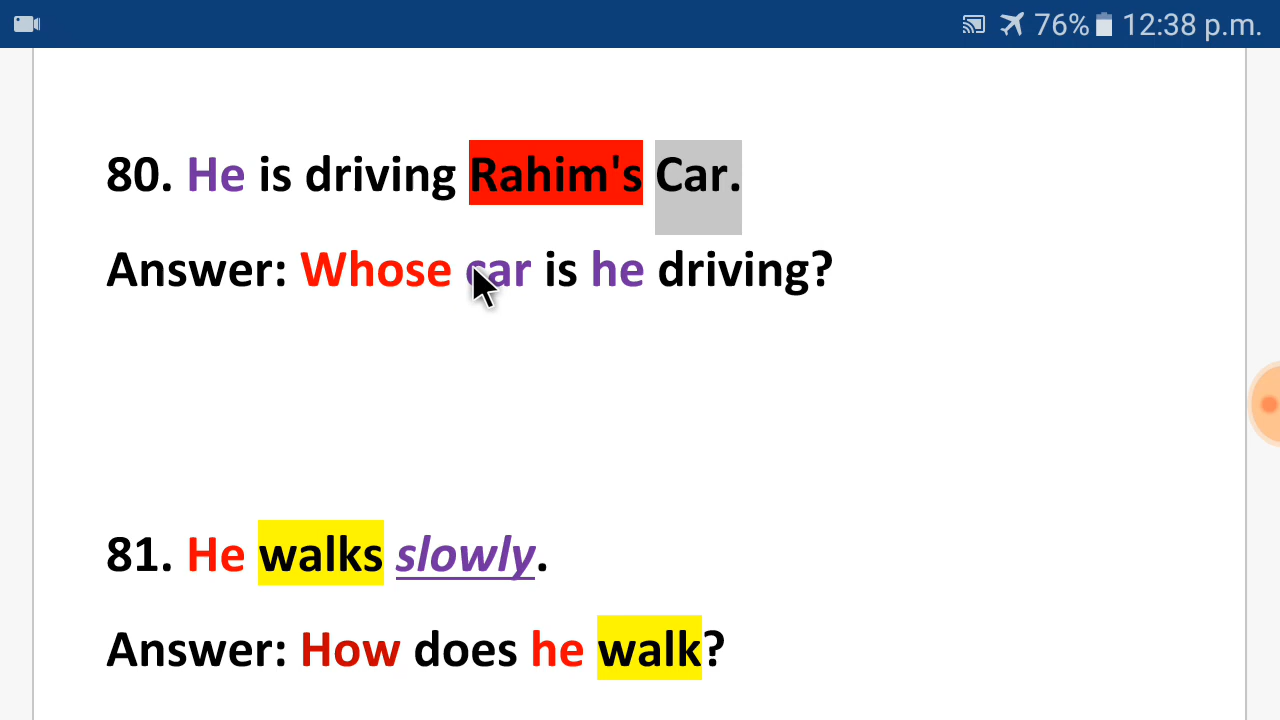 76% 12:38 p.m.
80. He is driving Rahim's Car.
Answer: Whose car is he driving?
81. He walks slowly.
Answer: How does he walk?